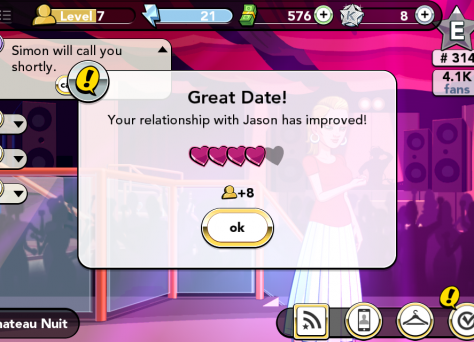 Level 7
21
576
8
E
# 314
4.1K
fans
Simon will call you
shortly.
Great Date!
Your relationship with Jason has improved!
+8
ok
Nuit